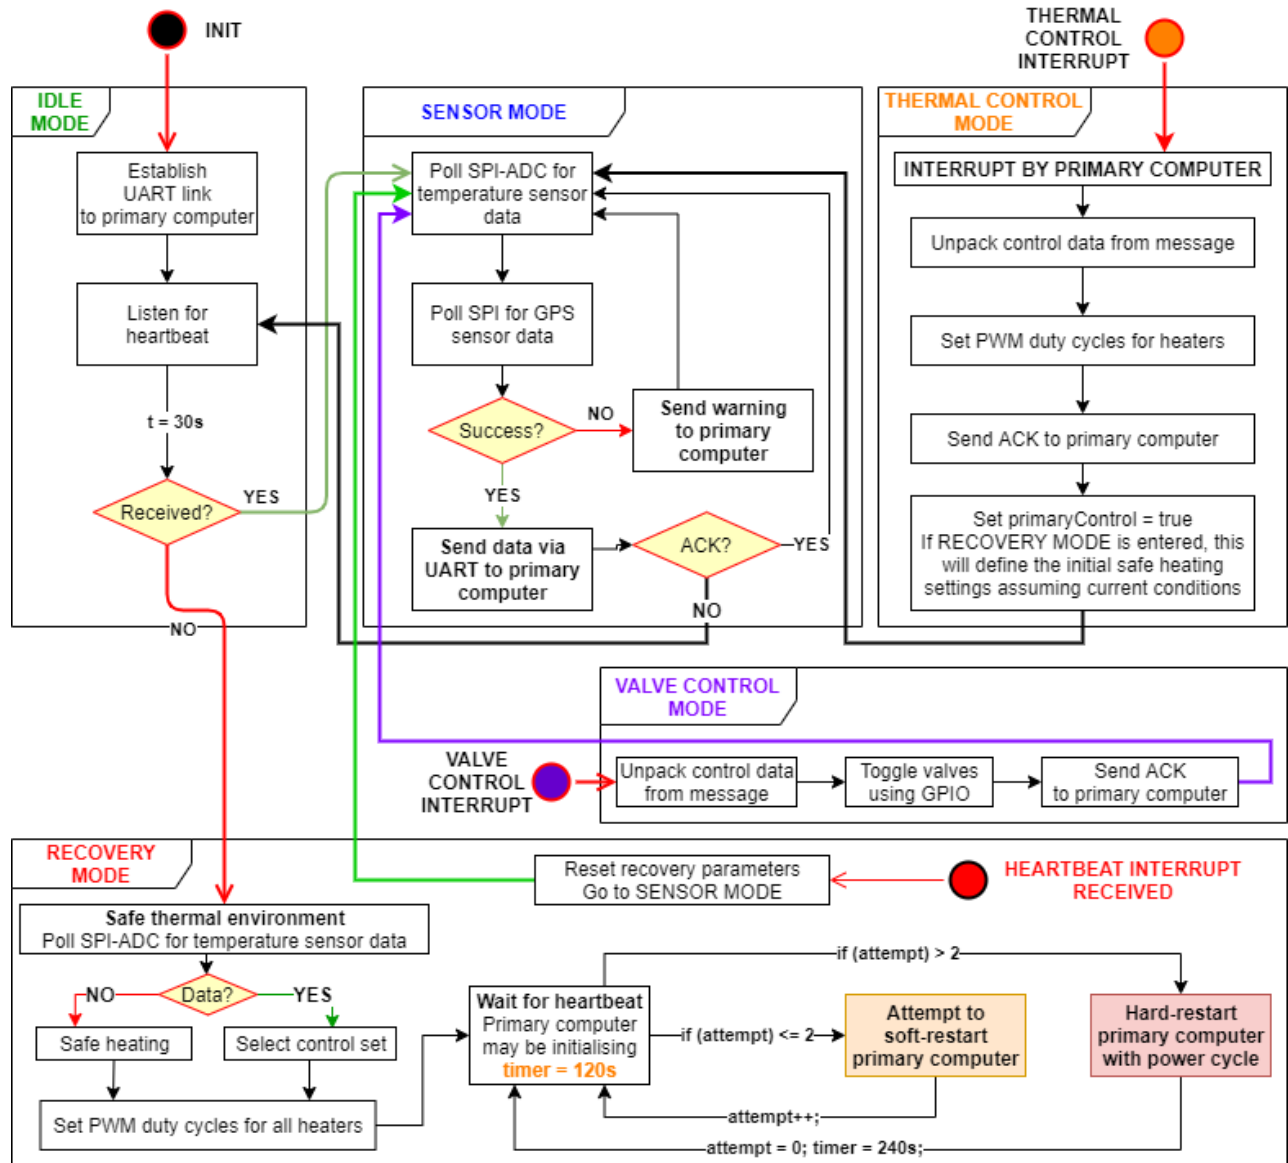 INIT
THERMAL
CONTROL
INTERRUPT
IDLE
MODE
Establish
UART link
to primary computer
Listen for
heartbeat
t = 30s
Received?
YES
NO
SENSOR MODE
Poll SPI-ADC for
temperature sensor
data
Poll SPI for GPS
sensor data
Success?
NO
Send warning
to primary
computer
YES
Send data via
UART to primary
computer
ACK?
YES
NO
THERMAL CONTROL
MODE
INTERRUPT BY PRIMARY COMPUTER
Unpack control data from message
Set PWM duty cycles for heaters
Send ACK to primary computer
Set primaryControl = true
If RECOVERY MODE is entered, this
will define the initial safe heating
settings assuming current conditions
VALVE CONTROL
MODE
VALVE
CONTROL
INTERRUPT
Unpack control data
from message
Toggle valves
using GPIO
Send ACK
to primary computer
RECOVERY
MODE
Reset recovery parameters
Go to SENSOR MODE
HEARTBEAT INTERRUPT
RECEIVED
Safe thermal environment
Poll SPI-ADC for temperature sensor data
Data?
NO
YES
Safe heating
Select control set
Set PWM duty cycles for all heaters
Wait for heartbeat
Primary computer
may be initialising
timer = 120s
if (attempt) > 2
if (attempt) <= 2
Attempt to
soft-restart
primary computer
Hard-restart
primary computer
with power cycle
attempt++;
attempt = 0; timer = 240s;